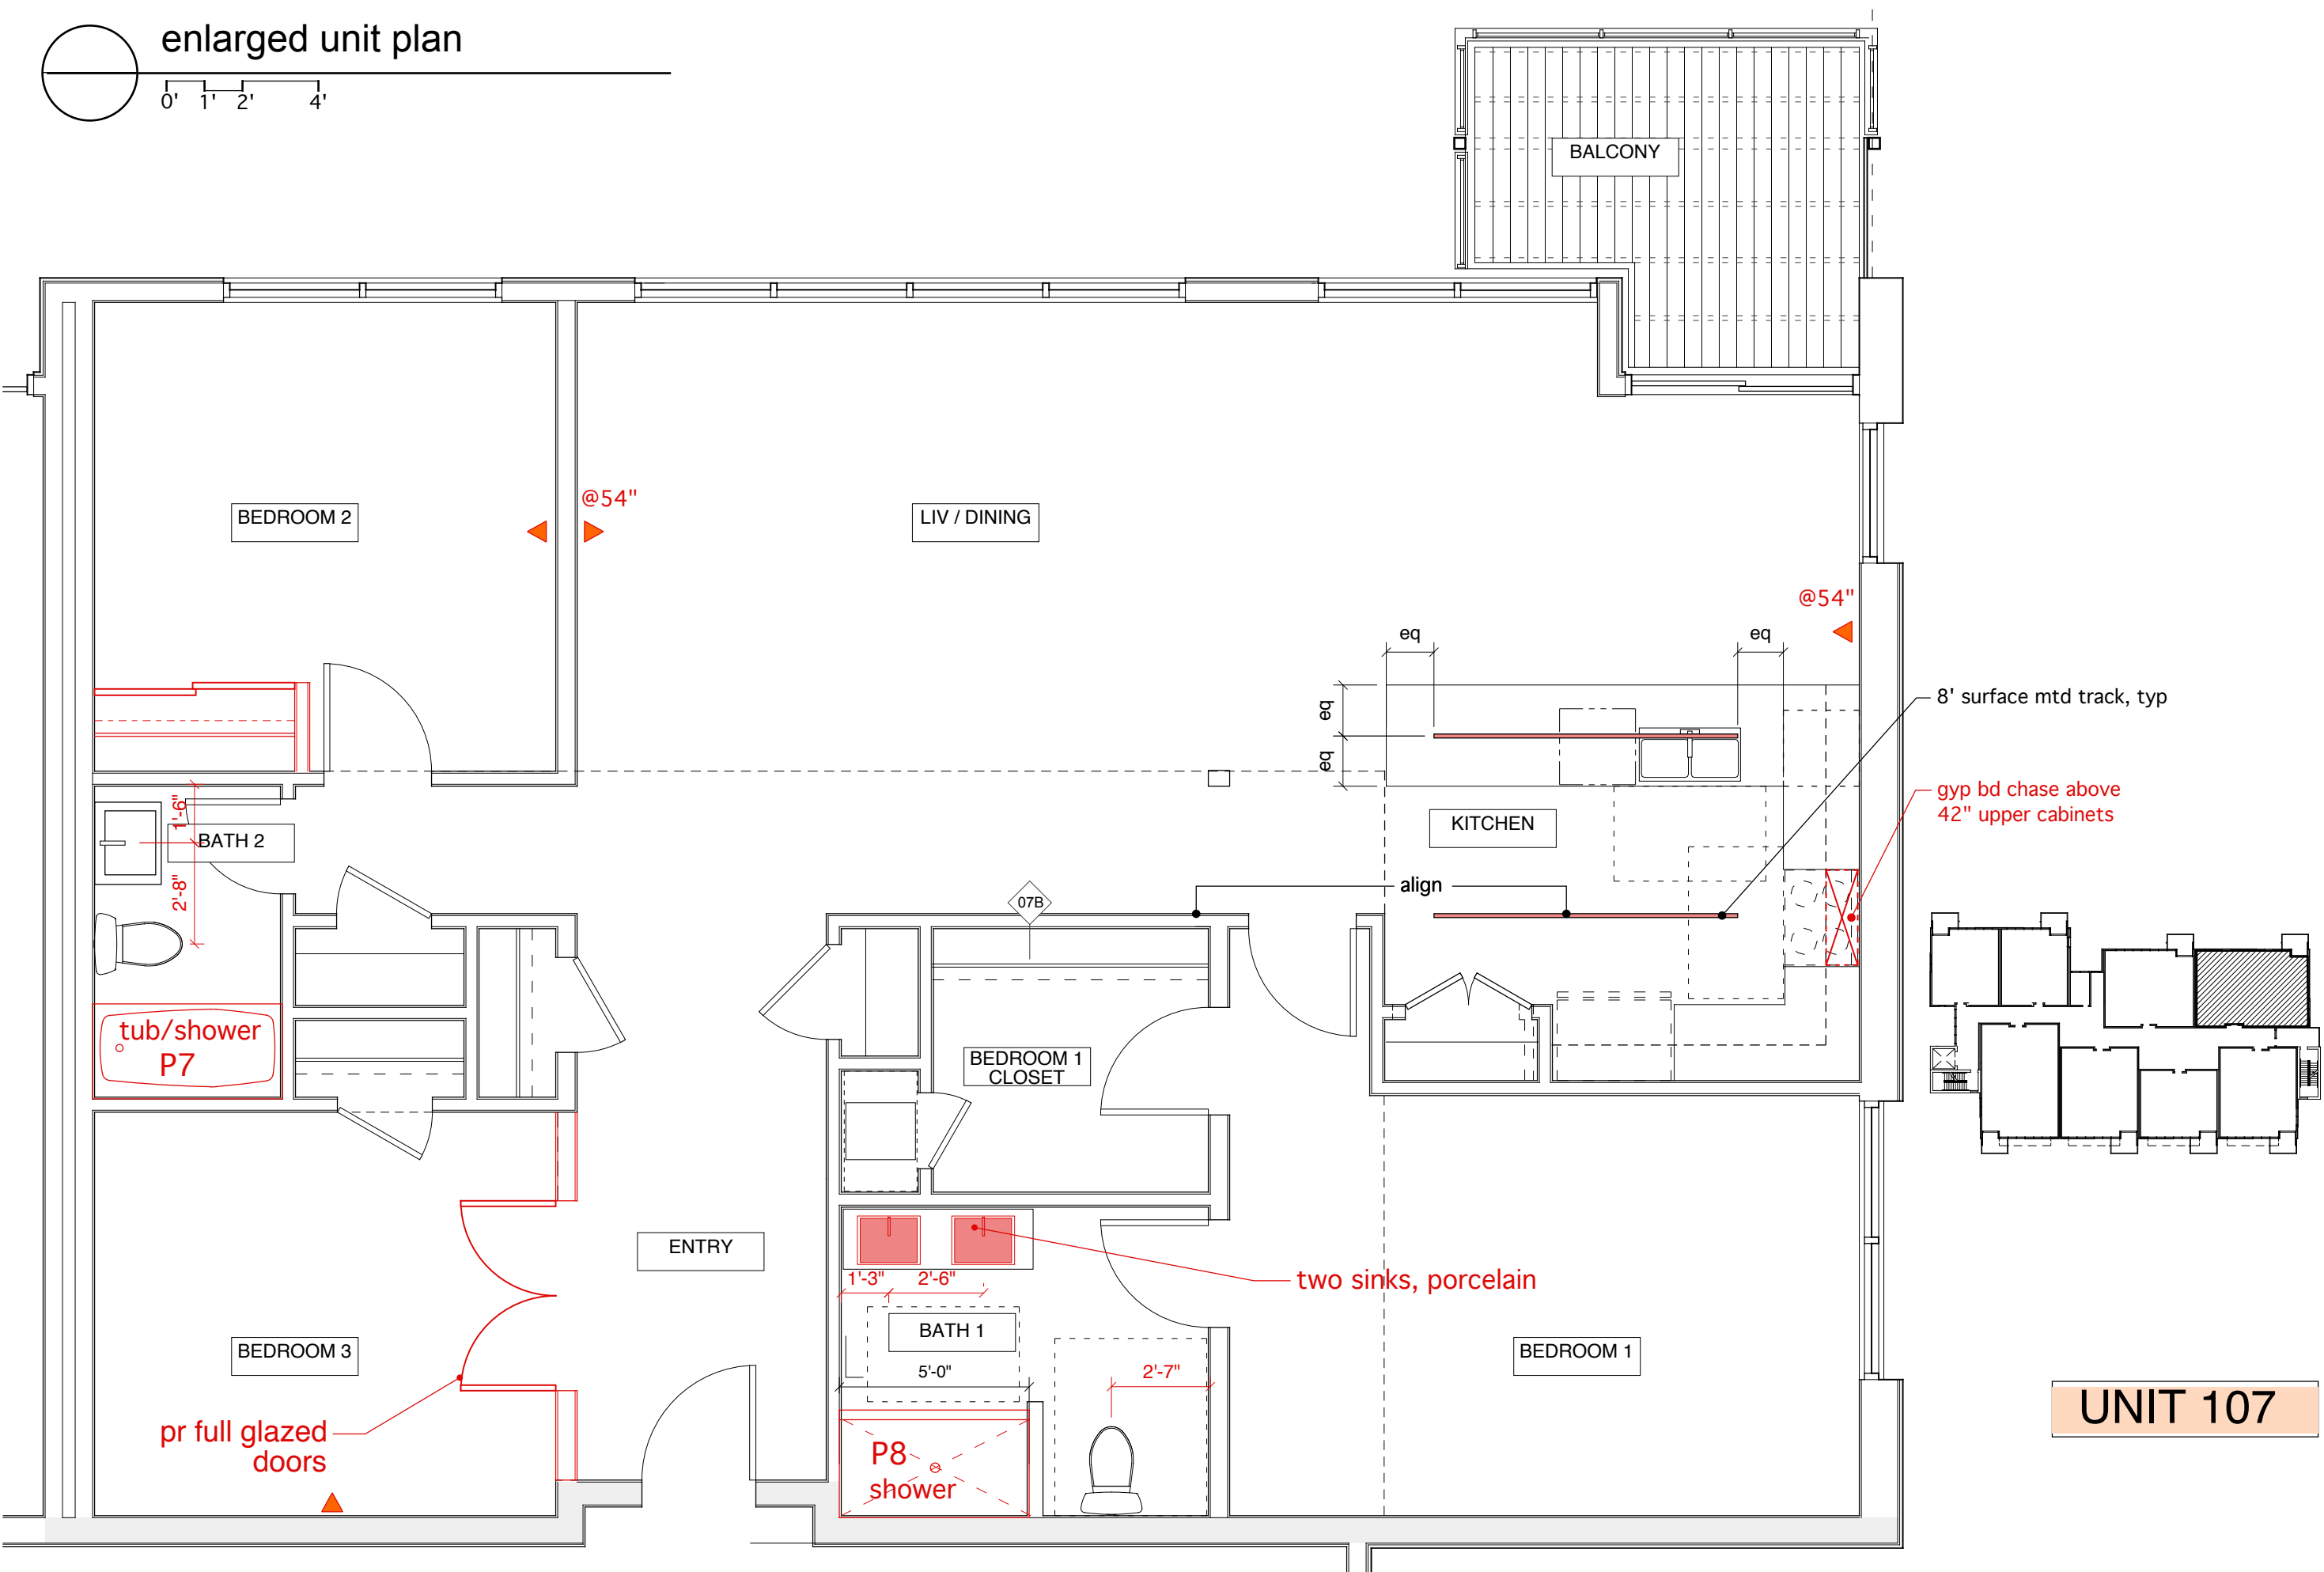 enlarged unit plan
0' 1' 2' 4'
BALCONY
@54"
BEDROOM 2
LIV / DINING
@54"
eq
eq
8' surface mtd track, typ
eq
eq
gyp bd chase above
42" upper cabinets
1'-6"
KITCHEN
BATH 2
2'-8"
align
07B
tub/shower
P7
BEDROOM 1
CLOSET
ENTRY
1'-3"
2'-6"
two sinks, porcelain
BATH 1
BEDROOM 3
BEDROOM 1
5'-0"
2'-7"
UNIT 107
pr full glazed
doors
P8
shower